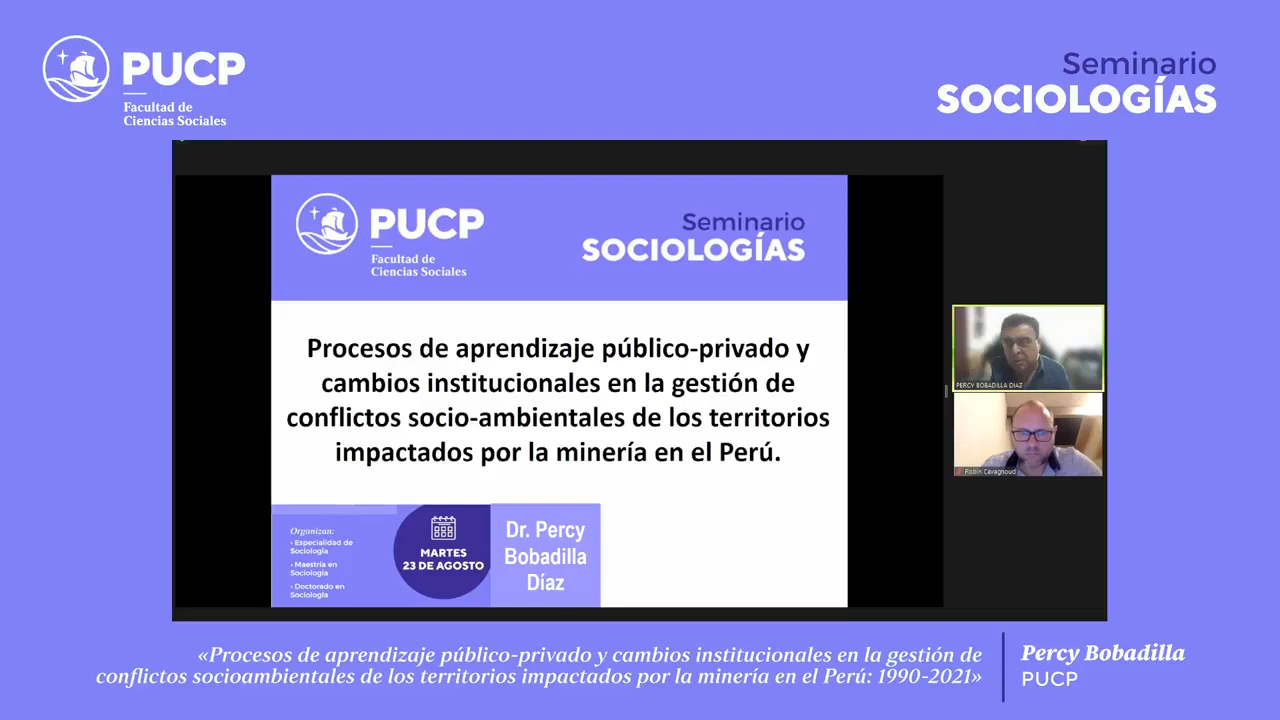 PUCP
Facultad de
Ciencias Sociales
Seminario
SOCIOLOGÍAS
PUCP
Facultad de
Ciencias Sociales
Seminario
SOCIOLOGÍAS
Procesos de aprendizaje público-privado y
cambios institucionales en la gestión de
conflictos socio-ambientales de los territorios
impactados por la minería en el Perú.
Organizan:
› Especialidad de
Sociología
› Maestría en
Sociología
› Doctorado en
Sociología
MARTES
23 DE AGOSTO
Dr. Percy
Bobadilla
Díaz
PERCY BOBADILLA DIAZ
Robin Cavagnoud
«Procesos de aprendizaje público-privado y cambios institucionales en la gestión de
conflictos socioambientales de los territorios impactados por la minería en el Perú: 1990-2021»
Percy Bobadilla
PUCP